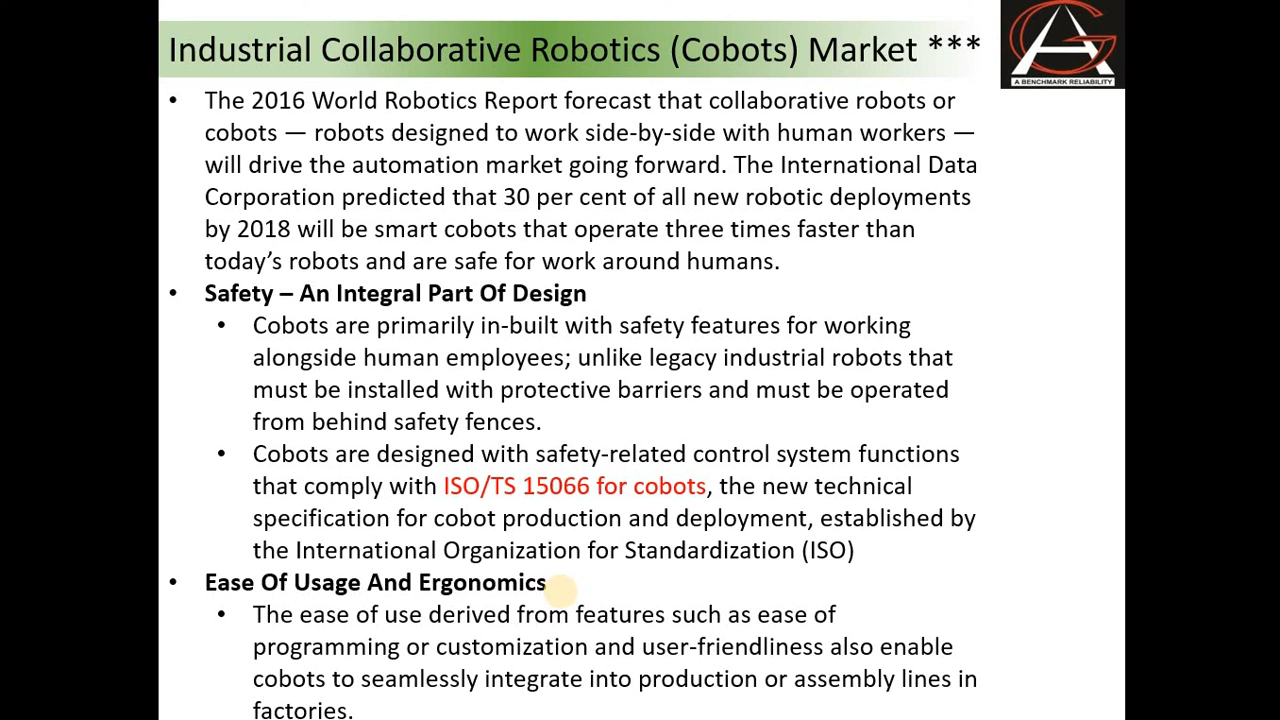 Industrial Collaborative Robotics (Cobots) Market ***
A BENCHMARK RELIABILITY
• The 2016 World Robotics Report forecast that collaborative robots or
cobots — robots designed to work side-by-side with human workers —
will drive the automation market going forward. The International Data
Corporation predicted that 30 per cent of all new robotic deployments
by 2018 will be smart cobots that operate three times faster than
today’s robots and are safe for work around humans.
• Safety – An Integral Part Of Design
• Cobots are primarily in-built with safety features for working
alongside human employees; unlike legacy industrial robots that
must be installed with protective barriers and must be operated
from behind safety fences.
• Cobots are designed with safety-related control system functions
that comply with ISO/TS 15066 for cobots, the new technical
specification for cobot production and deployment, established by
the International Organization for Standardization (ISO)
• Ease Of Usage And Ergonomics
• The ease of use derived from features such as ease of
programming or customization and user-friendliness also enable
cobots to seamlessly integrate into production or assembly lines in
factories.